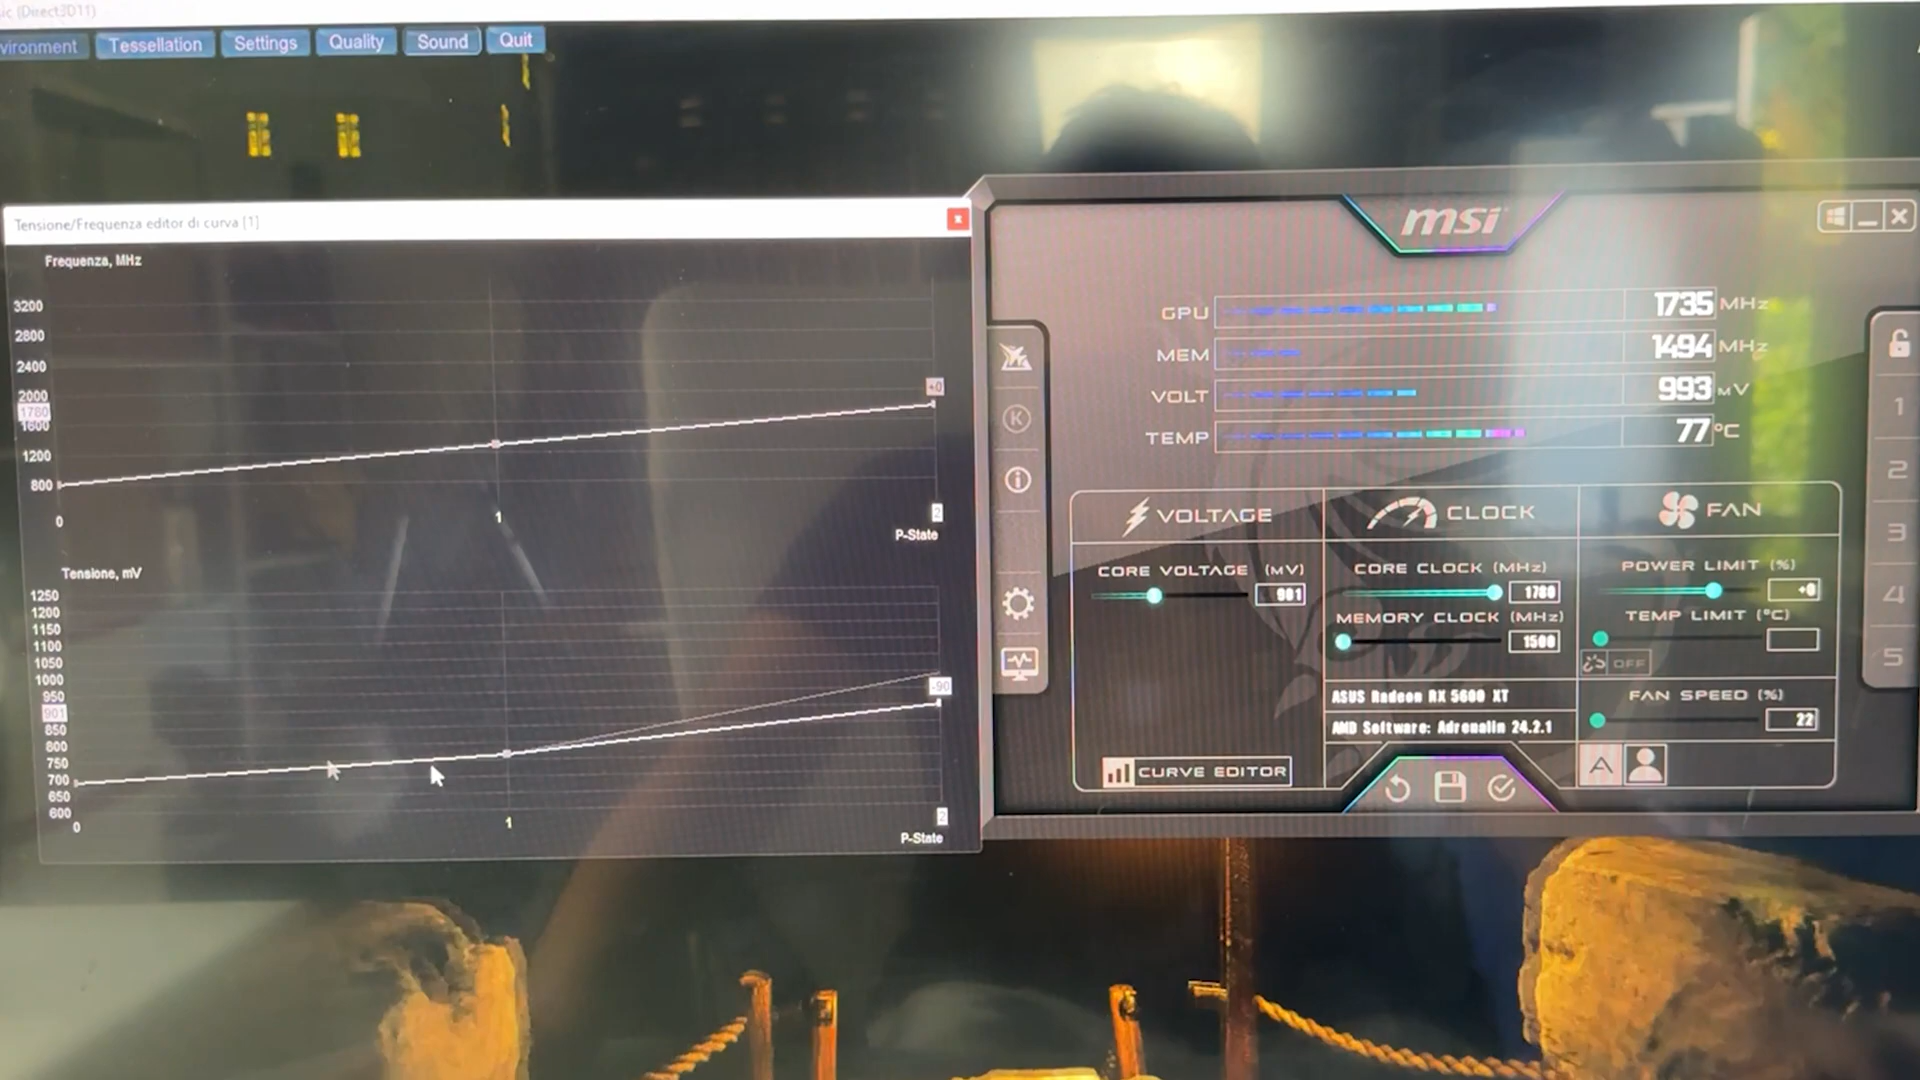 ic (Direct3D11)
vironment Tessellation Settings Quality Sound Quit
Tensione/Frequenza editor di curva [1]
Frequenza, MHz
3200
2800
2400
2000
1780
1600
1200
800
+0
0 1 2
P-State
Tensione, mV
1250
1200
1150
1100
1050
1000
950
901
850
800
750
700
650
600
-90
0 1 2
P-State
msi
GPU 1735 MHz
MEM 1494 MHz
VOLT 993 mV
TEMP 77 °C
K
i
VOLTAGE
CORE VOLTAGE (MV)
901
CURVE EDITOR
CLOCK
CORE CLOCK (MHz)
1780
MEMORY CLOCK (MHz)
1500
ASUS Radeon RX 5600 XT
AMD Software: Adrenalin 24.2.1
FAN
POWER LIMIT (%)
+0
TEMP LIMIT (°C)
OFF
FAN SPEED (%)
22
A
1
2
3
4
5